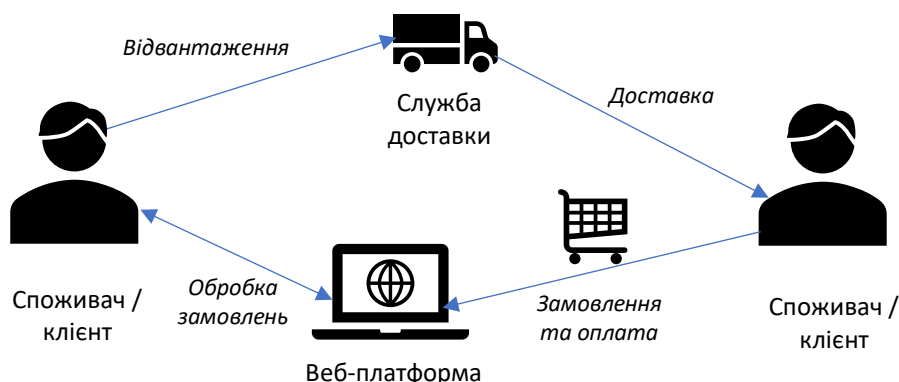 Відвантаження
Служба
доставки
Доставка
Споживач /
клієнт
Обробка
замовлень
Веб-платформа
Замовлення
та оплата
Споживач /
клієнт